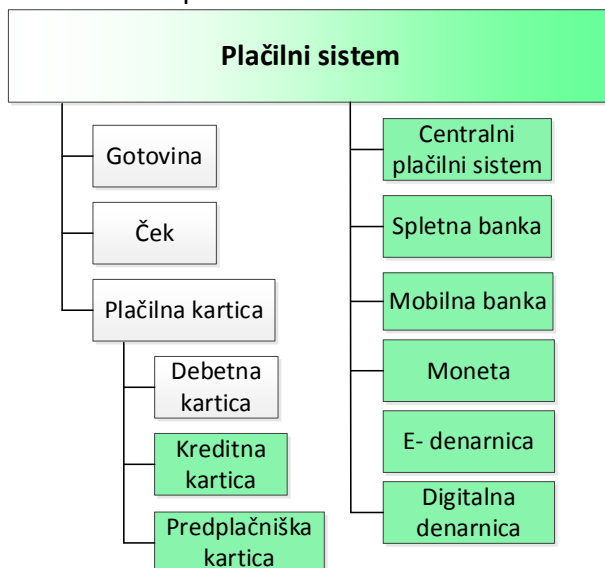 Plačilni sistem
Gotovina
Ček
Plačilna kartica
Debetna
kartica
Kreditna
kartica
Predplačniška
kartica
Centralni
plačilni sistem
Spletna banka
Mobilna banka
Moneta
E- denarnica
Digitalna
denarnica